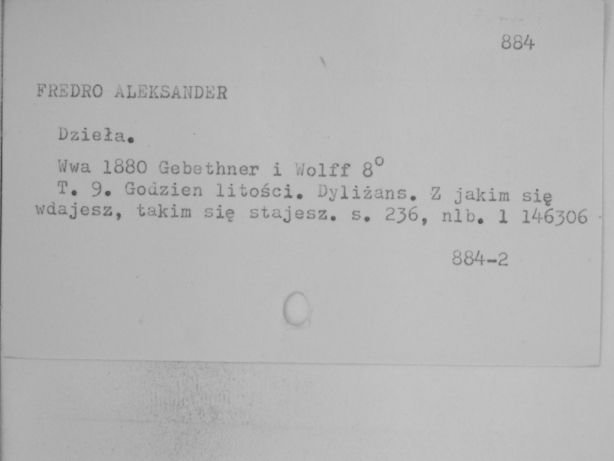 884
FREDRO ALEKSANDER
Dzieła.
Wwa 1880 Gebethner i Wolff 8°
T. 9. Godzien litości. Dyliżans. Z jakim się
wdajesz, takim się stajesz. s. 236, nlb. 1 146306
884-2